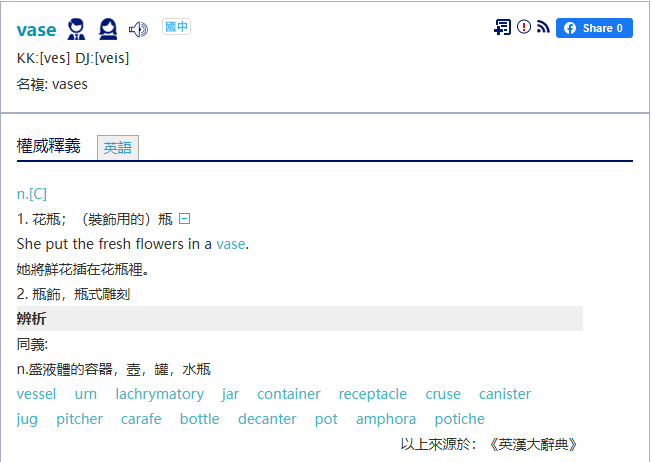 vase 國中 Share 0
KK:[ves] DJ:[veis]
名複: vases
權威釋義 英語
n.[C]
1. 花瓶；（裝飾用的）瓶
She put the fresh flowers in a vase.
她將鮮花插在花瓶裡。
2. 瓶飾，瓶式雕刻
辨析
同義:
n.盛液體的容器，壺，罐，水瓶
vessel urn lachrymatory jar container receptacle cruse canister
jug pitcher carafe bottle decanter pot amphora potiche
以上來源於：《英漢大辭典》